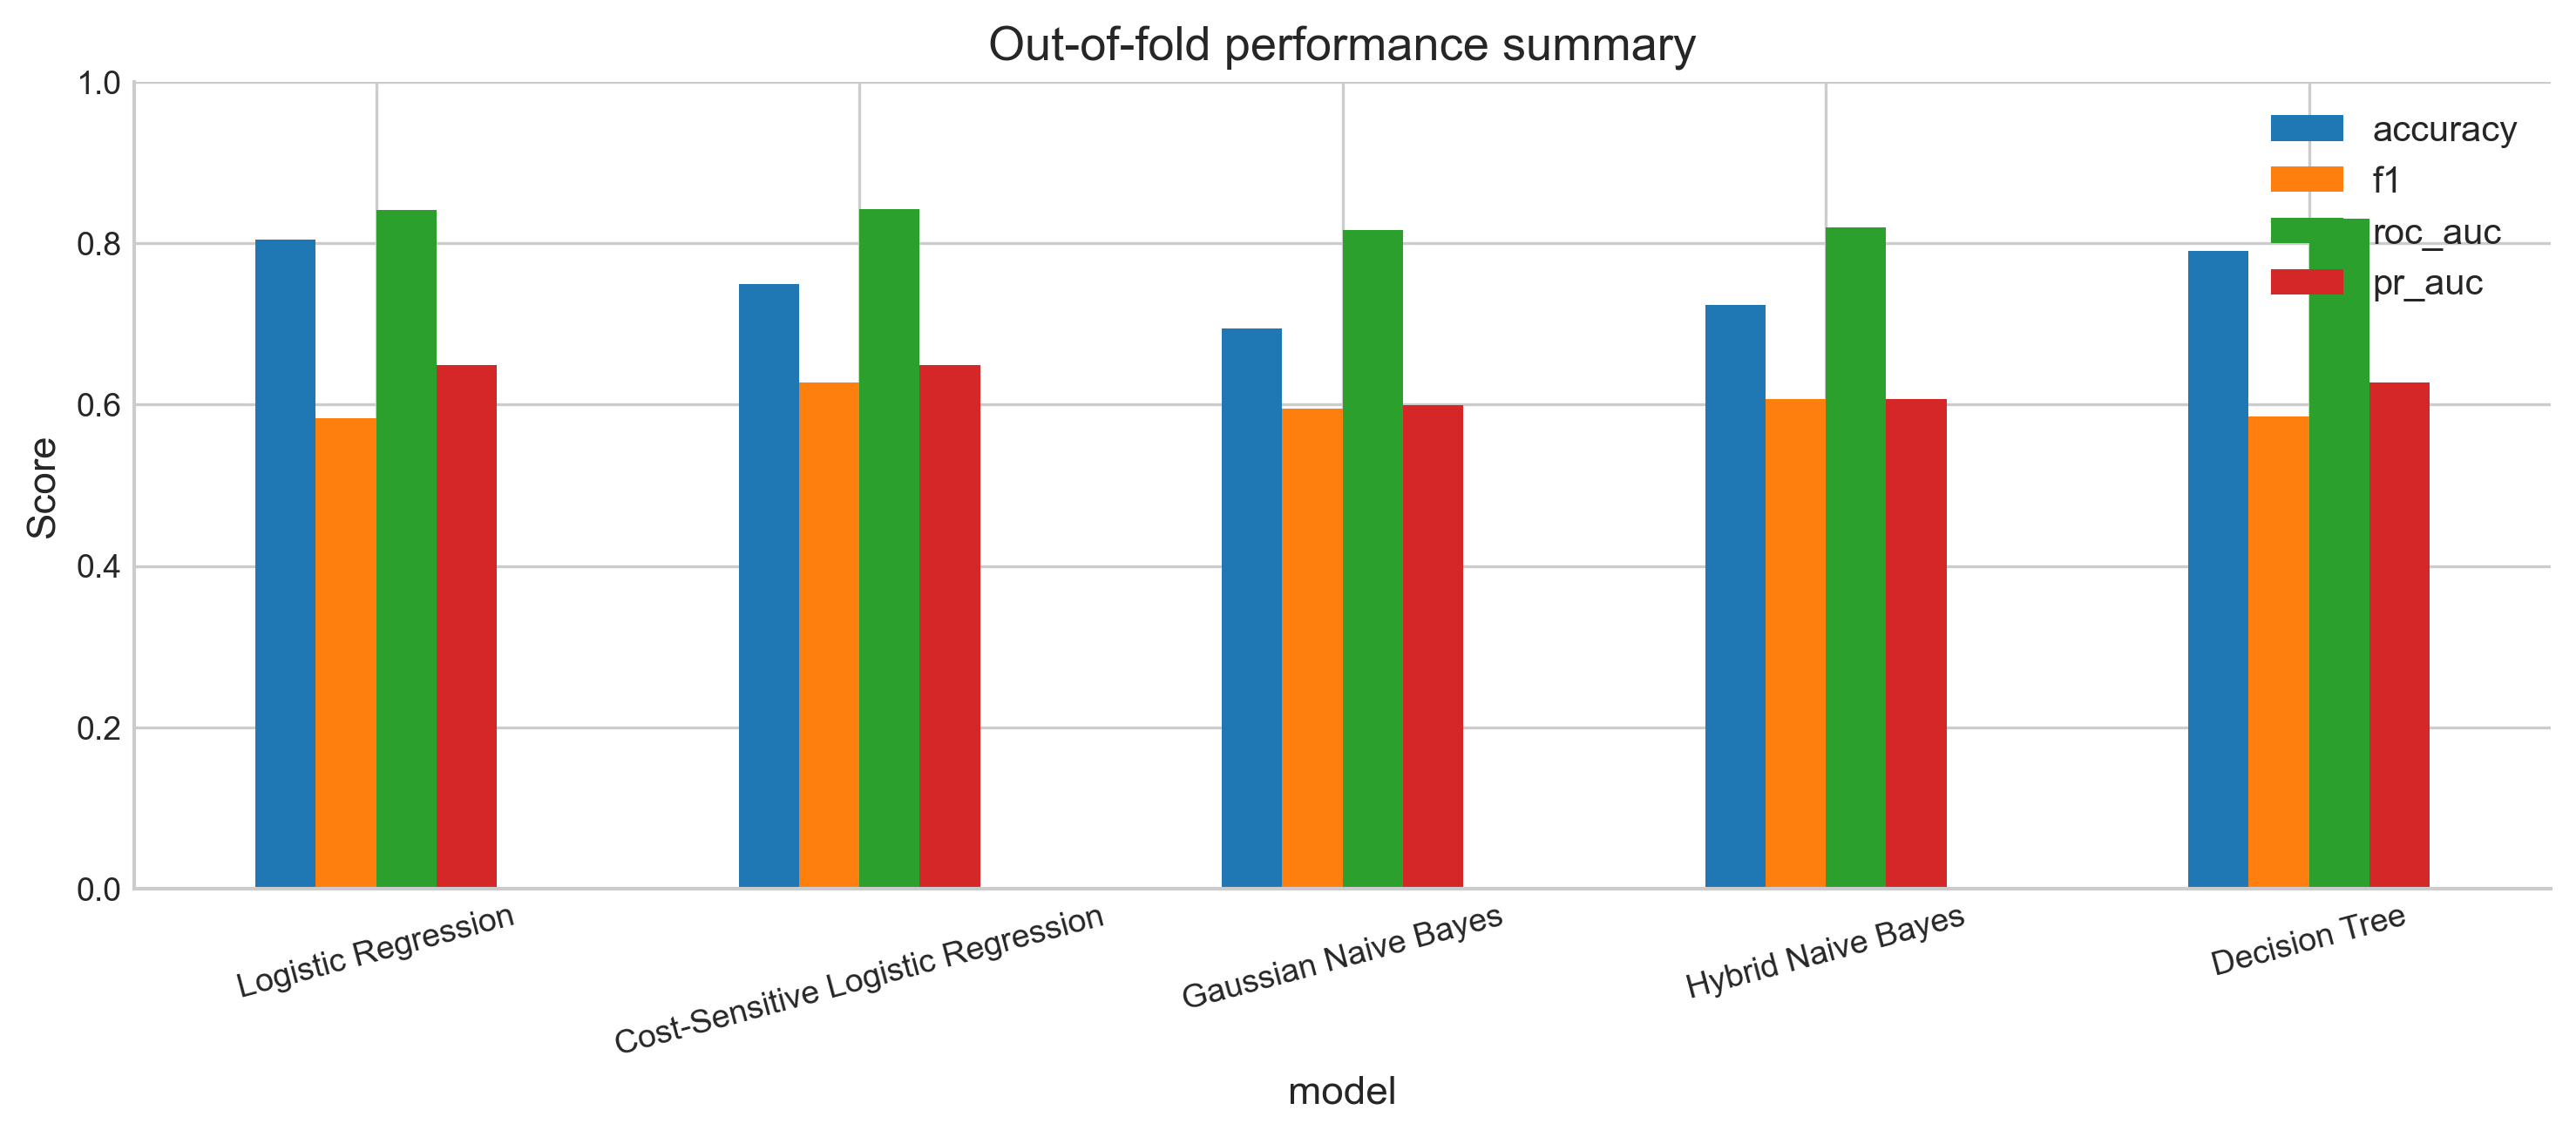 Out-of-fold performance summary
1.0
0.8
0.6
0.4
0.2
0.0
Score
accuracy
f1
roc_auc
pr_auc
Logistic Regression
Cost-Sensitive Logistic Regression
Gaussian Naive Bayes
Hybrid Naive Bayes
Decision Tree
model